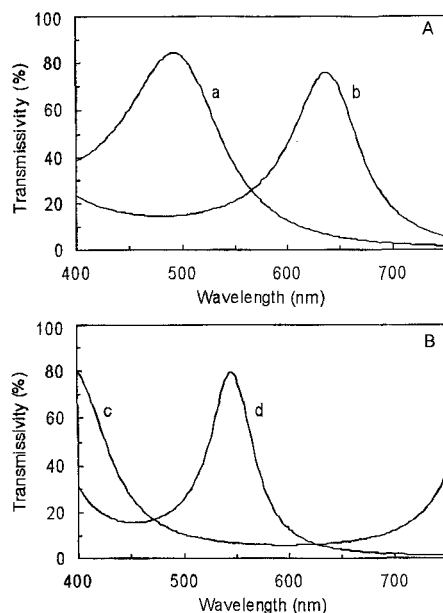 A
100
80
60
40
20
0
Transmissivity (%)
a
b
400 500 600 700
Wavelength (nm)
B
100
80
60
40
20
0
Transmissivity (%)
c
d
400 500 600 700
Wavelength (nm)